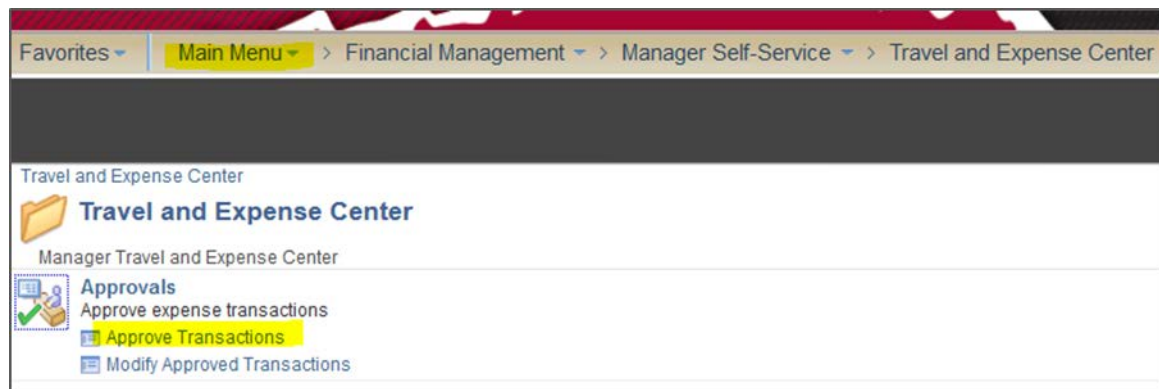 Favorites Main Menu > Financial Management > Manager Self-Service > Travel and Expense Center
Travel and Expense Center
Travel and Expense Center
Manager Travel and Expense Center
Approvals
Approve expense transactions
Approve Transactions
Modify Approved Transactions